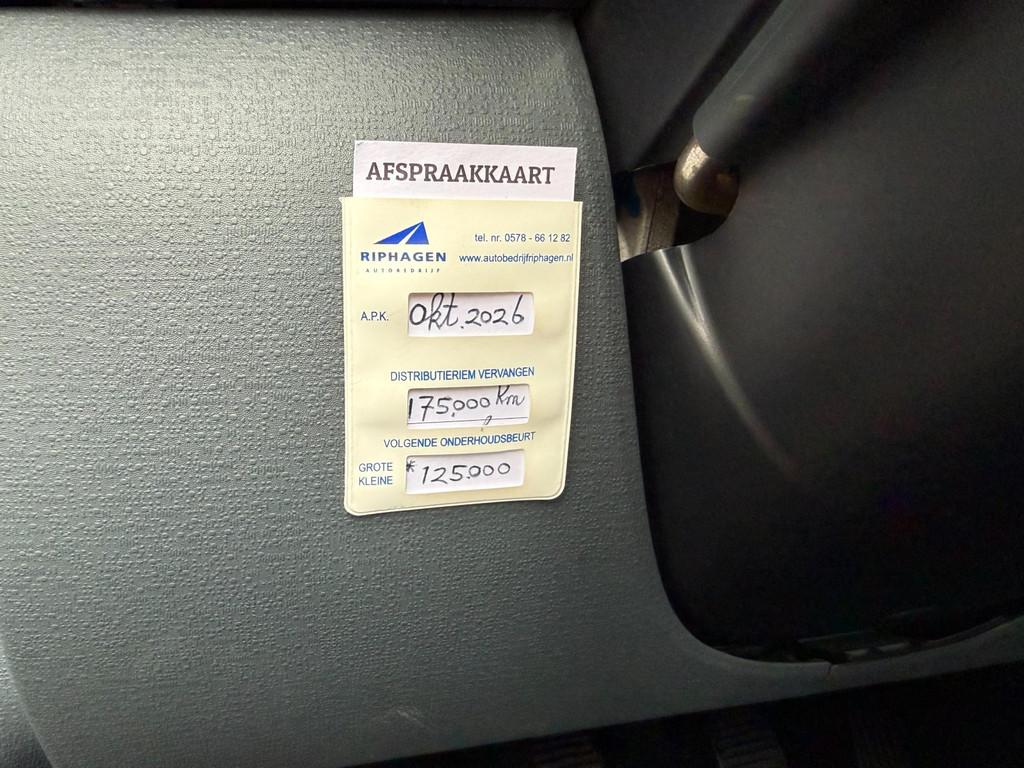 AFSPRAAKKAART
RIPHAGEN
AUTOBEDRIJF
tel. nr. 0578 - 66 12 82
www.autobedrijfriphagen.nl
A.P.K. Okt. 2026
DISTRIBUTIERIEM VERVANGEN
175.000 Km
VOLGENDE ONDERHOUDSBEURT
GROTE * 125.000
KLEINE